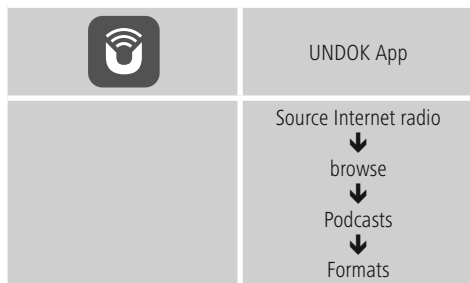 UNDOK App
Source Internet radio
🡻
browse
🡻
Podcasts
🡻
Formats